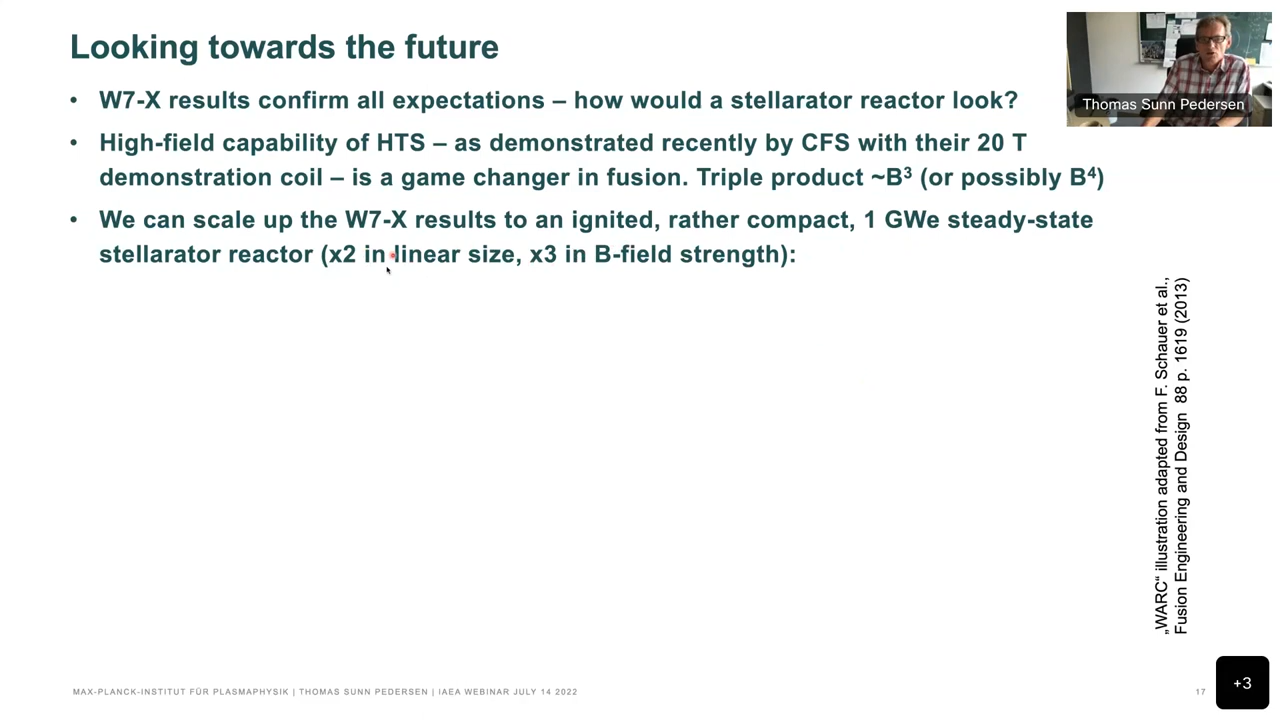 Looking towards the future
• W7-X results confirm all expectations – how would a stellarator reactor look?
• High-field capability of HTS – as demonstrated recently by CFS with their 20 T
demonstration coil – is a game changer in fusion. Triple product ~B³ (or possibly B⁴)
• We can scale up the W7-X results to an ignited, rather compact, 1 GWe steady-state
stellarator reactor (x2 in linear size, x3 in B-field strength):
Thomas Sunn Pedersen
„WARC“ illustration adapted from F. Schauer et al.,
Fusion Engineering and Design 88 p. 1619 (2013)
MAX-PLANCK-INSTITUT FÜR PLASMAPHYSIK | THOMAS SUNN PEDERSEN | IAEA WEBINAR JULY 14 2022
17
+3